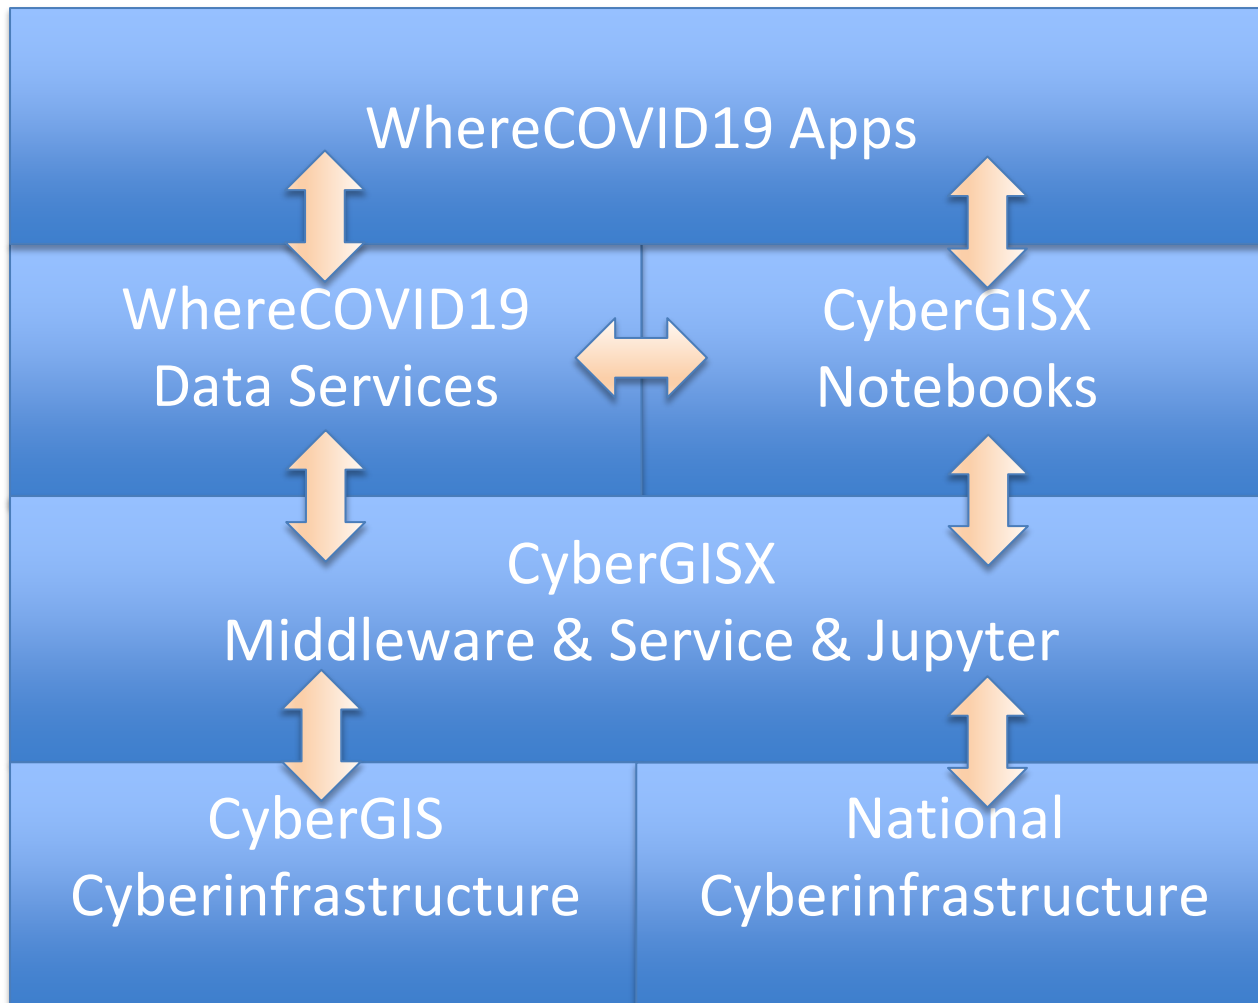 WhereCOVID19 Apps
WhereCOVID19
Data Services
CyberGISX
Notebooks
CyberGISX
Middleware & Service & Jupyter
CyberGIS
Cyberinfrastructure
National
Cyberinfrastructure